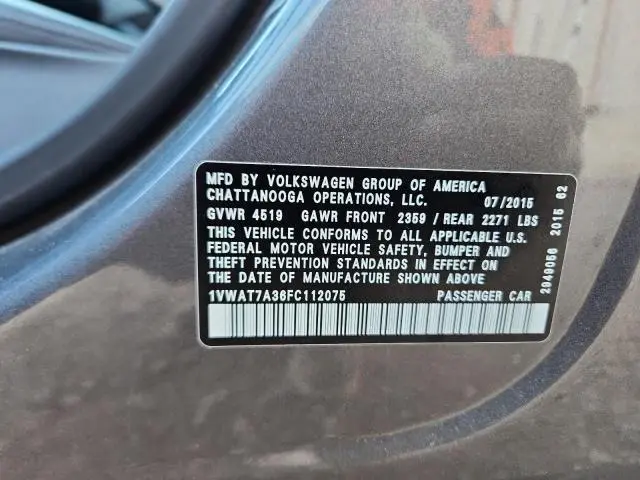 MFD BY VOLKSWAGEN GROUP OF AMERICA
CHATTANOOGA OPERATIONS, LLC. 07/2015
GVWR 4519 GAWR FRONT 2359 / REAR 2271 LBS
THIS VEHICLE CONFORMS TO ALL APPLICABLE U.S.
FEDERAL MOTOR VEHICLE SAFETY, BUMPER AND
THEFT PREVENTION STANDARDS IN EFFECT ON
THE DATE OF MANUFACTURE SHOWN ABOVE
1VWAT7A36FC112075 PASSENGER CAR
2949056 2015 62